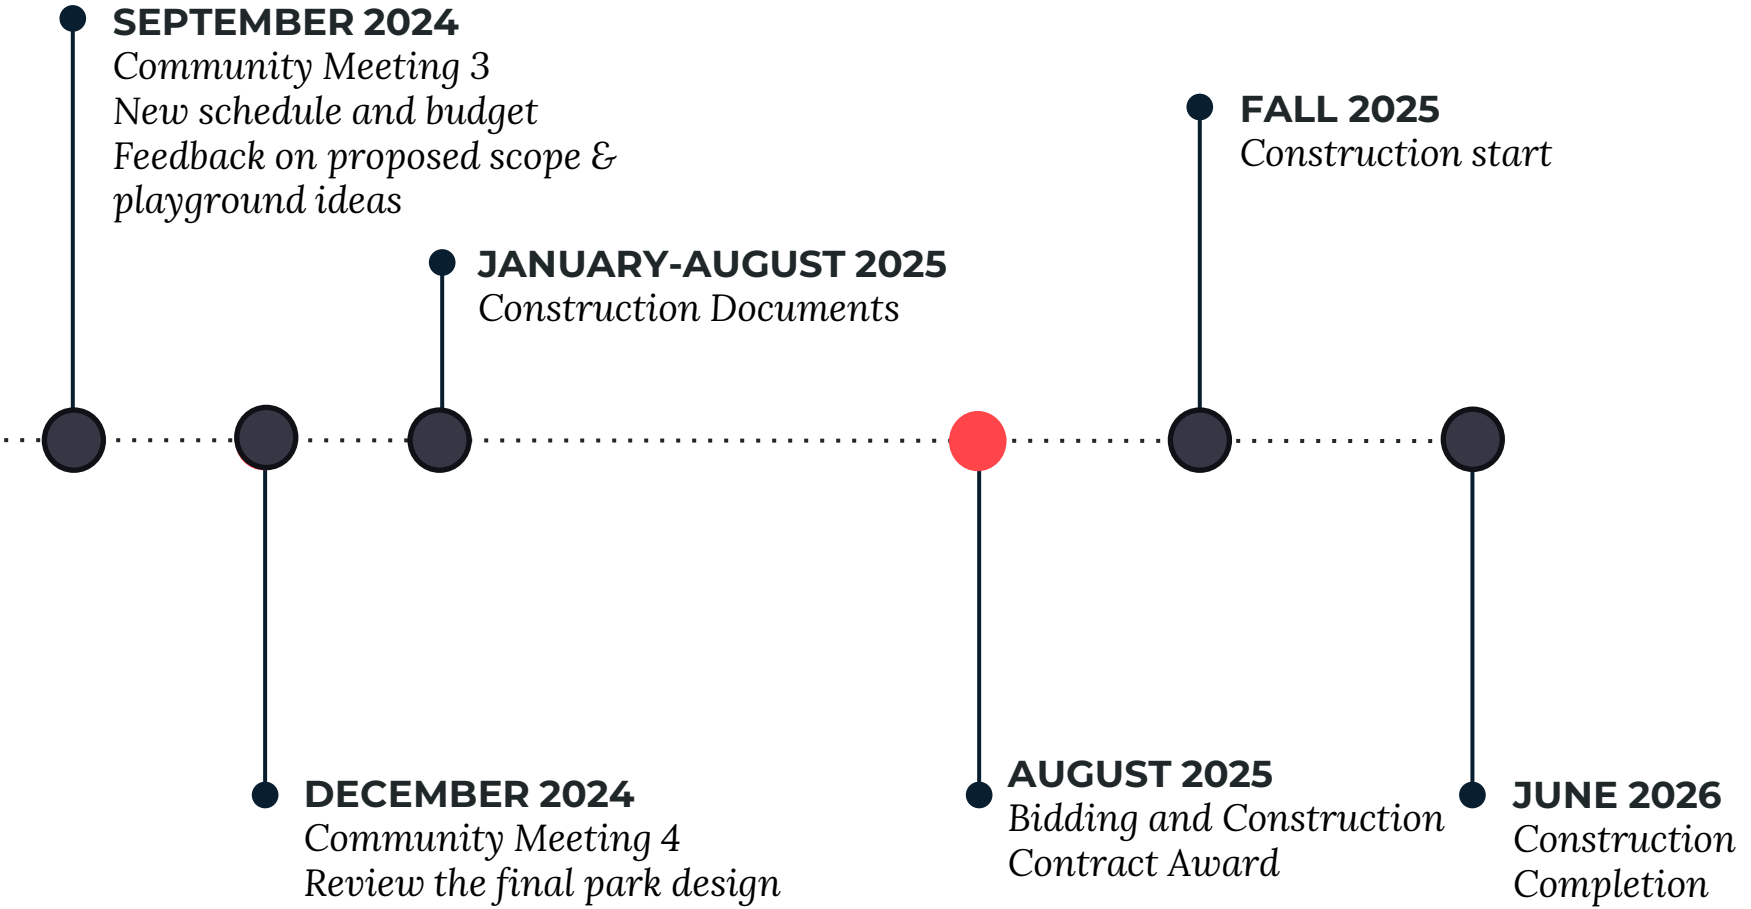 SEPTEMBER 2024
Community Meeting 3
New schedule and budget
Feedback on proposed scope &
playground ideas
DECEMBER 2024
Community Meeting 4
Review the final park design
JANUARY-AUGUST 2025
Construction Documents
AUGUST 2025
Bidding and Construction
Contract Award
FALL 2025
Construction start
JUNE 2026
Construction
Completion